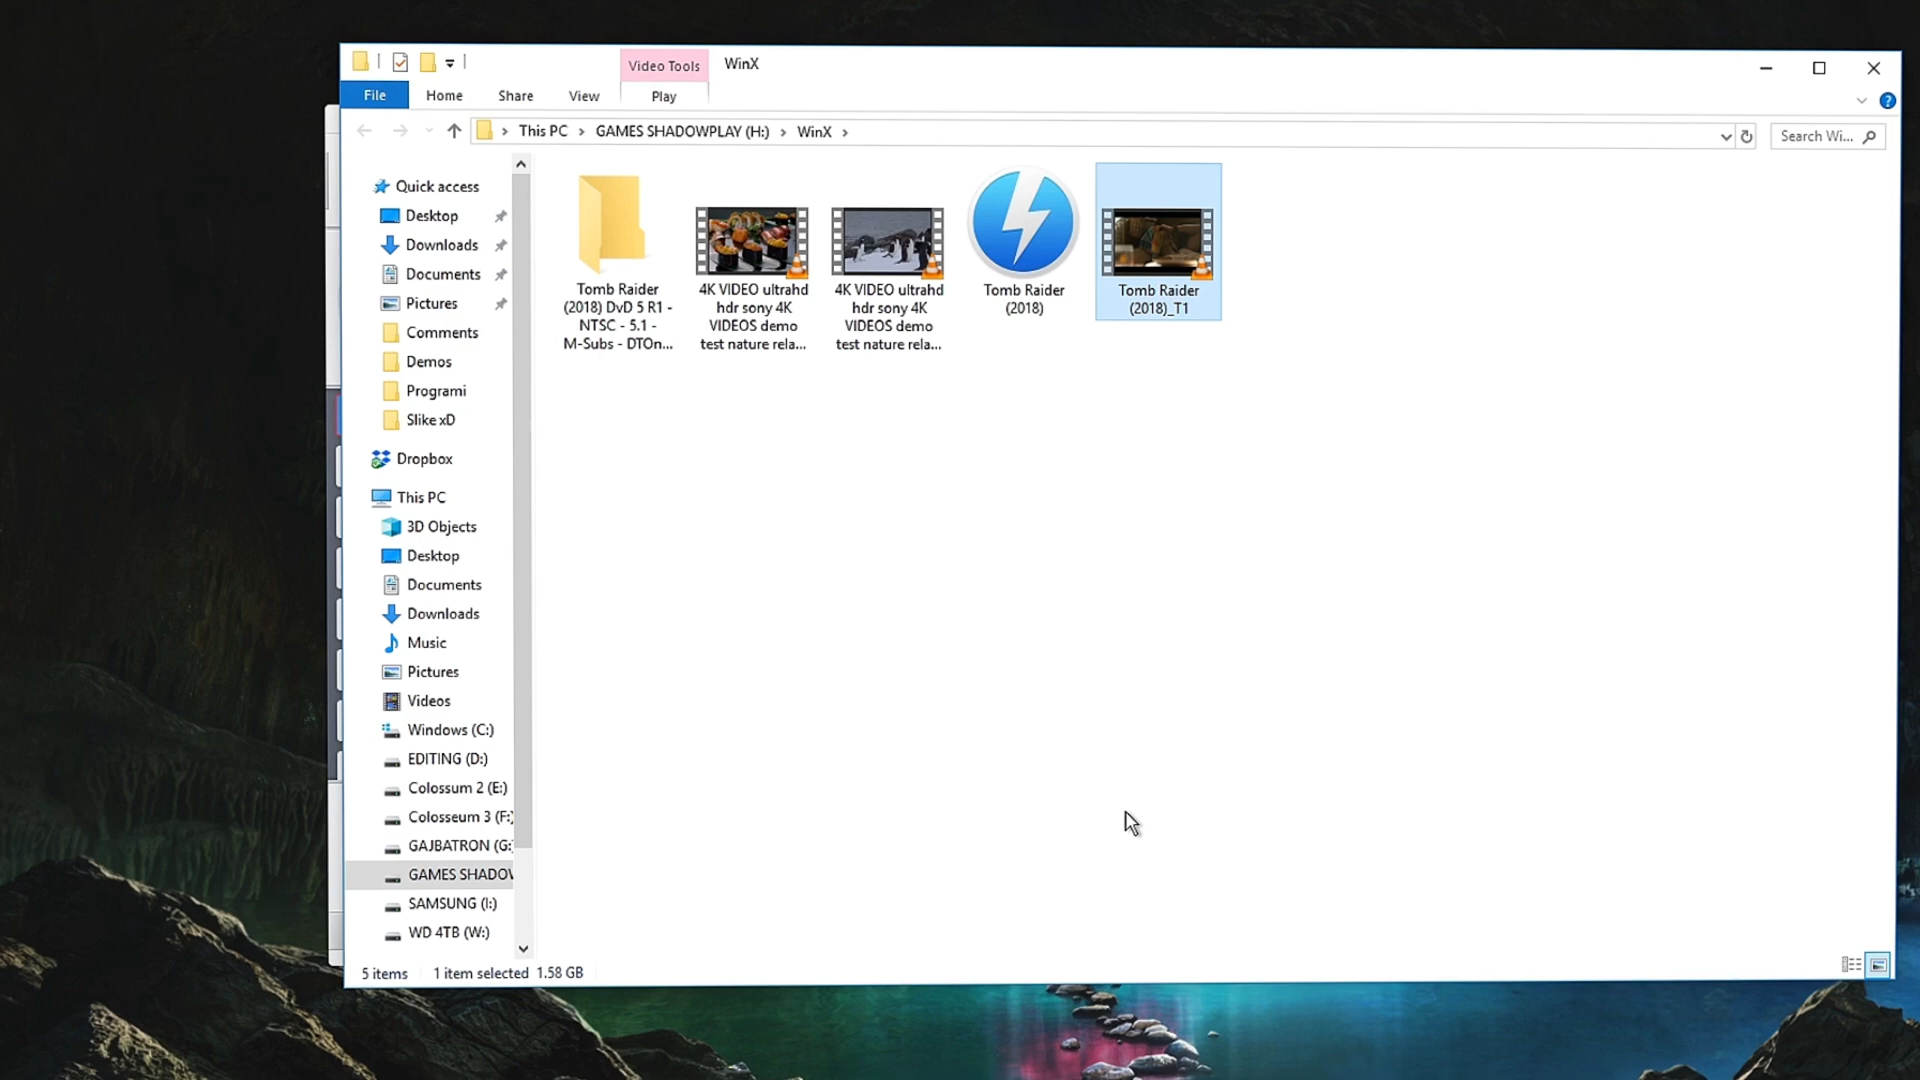 Video Tools
WinX
File
Home
Share
View
Play
This PC
GAMES SHADOWPLAY (H:)
WinX
Search Wi...
Quick access
Desktop
Downloads
Documents
Pictures
Comments
Demos
Programi
Slike xD
Dropbox
This PC
3D Objects
Desktop
Documents
Downloads
Music
Pictures
Videos
Windows (C:)
EDITING (D:)
Colossum 2 (E:)
Colosseum 3 (F:
GAJBATRON (G:
GAMES SHADOW
SAMSUNG (I:)
WD 4TB (W:)
Tomb Raider
(2018) DvD 5 R1 -
NTSC - 5.1 -
M-Subs - DTOn...
4K VIDEO ultrahd
hdr sony 4K
VIDEOS demo
test nature rela...
4K VIDEO ultrahd
hdr sony 4K
VIDEOS demo
test nature rela...
Tomb Raider
(2018)
Tomb Raider
(2018)_T1
5 items
1 item selected 1.58 GB